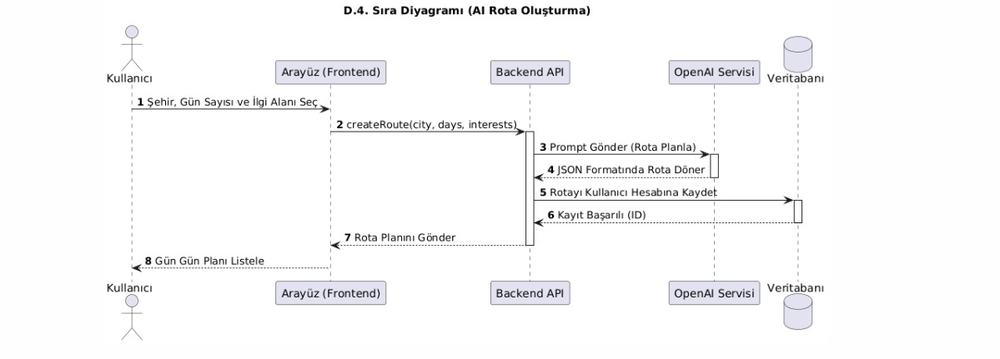 D.4. Sıra Diyagramı (AI Rota Oluşturma)
Kullanıcı
Arayüz (Frontend)
Backend API
OpenAI Servisi
Veritabanı
1 Şehir, Gün Sayısı ve İlgi Alanı Seç
2 createRoute(city, days, interests)
3 Prompt Gönder (Rota Planla)
4 JSON Formatında Rota Döner
5 Rotayı Kullanıcı Hesabına Kaydet
6 Kayıt Başarılı (ID)
7 Rota Planını Gönder
8 Gün Gün Planı Listele
Kullanıcı
Arayüz (Frontend)
Backend API
OpenAI Servisi
Veritabanı